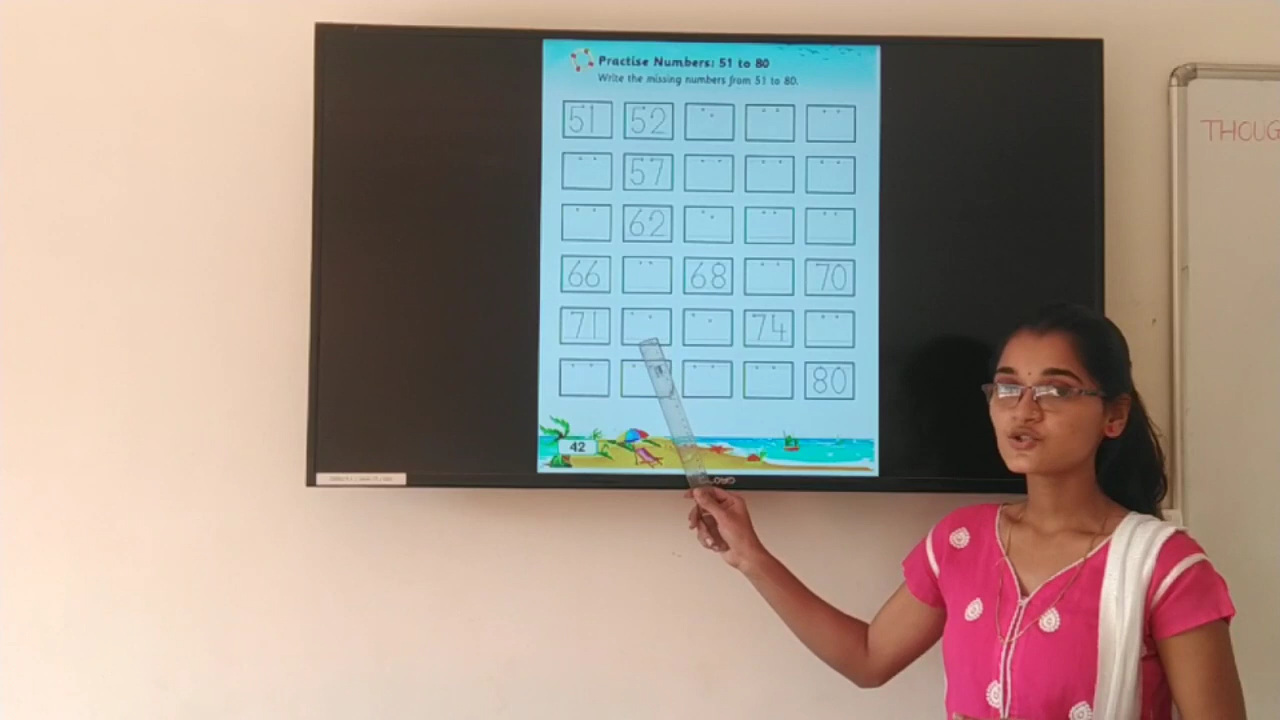 Practise Numbers: 51 to 80
Write the missing numbers from 51 to 80.
51 52
57
62
66 68 70
71 74
80
42
THOUG